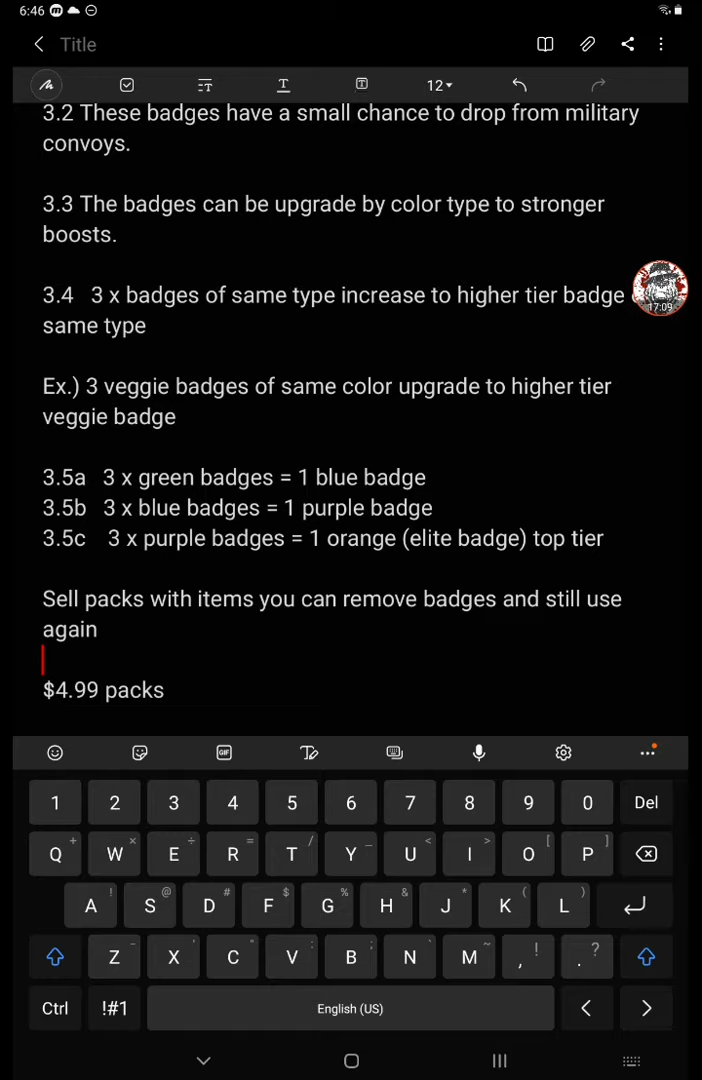 6:46
Title
12
3.2 These badges have a small chance to drop from military
convoys.
3.3 The badges can be upgrade by color type to stronger
boosts.
3.4 3 x badges of same type increase to higher tier badge
same type
17:09
Ex.) 3 veggie badges of same color upgrade to higher tier
veggie badge
3.5a 3 x green badges = 1 blue badge
3.5b 3 x blue badges = 1 purple badge
3.5c 3 x purple badges = 1 orange (elite badge) top tier
Sell packs with items you can remove badges and still use
again
$4.99 packs
GIF
1 2 3 4 5 6 7 8 9 0 Del
Q + W × E ÷ R = T / Y _ U < I > O [ P ]
A ! S @ D # F $ G % H & J * K ( L )
Z - X ' C " V : B ; N ` M ~ , ! . ?
Ctrl !#1 English (US) < >